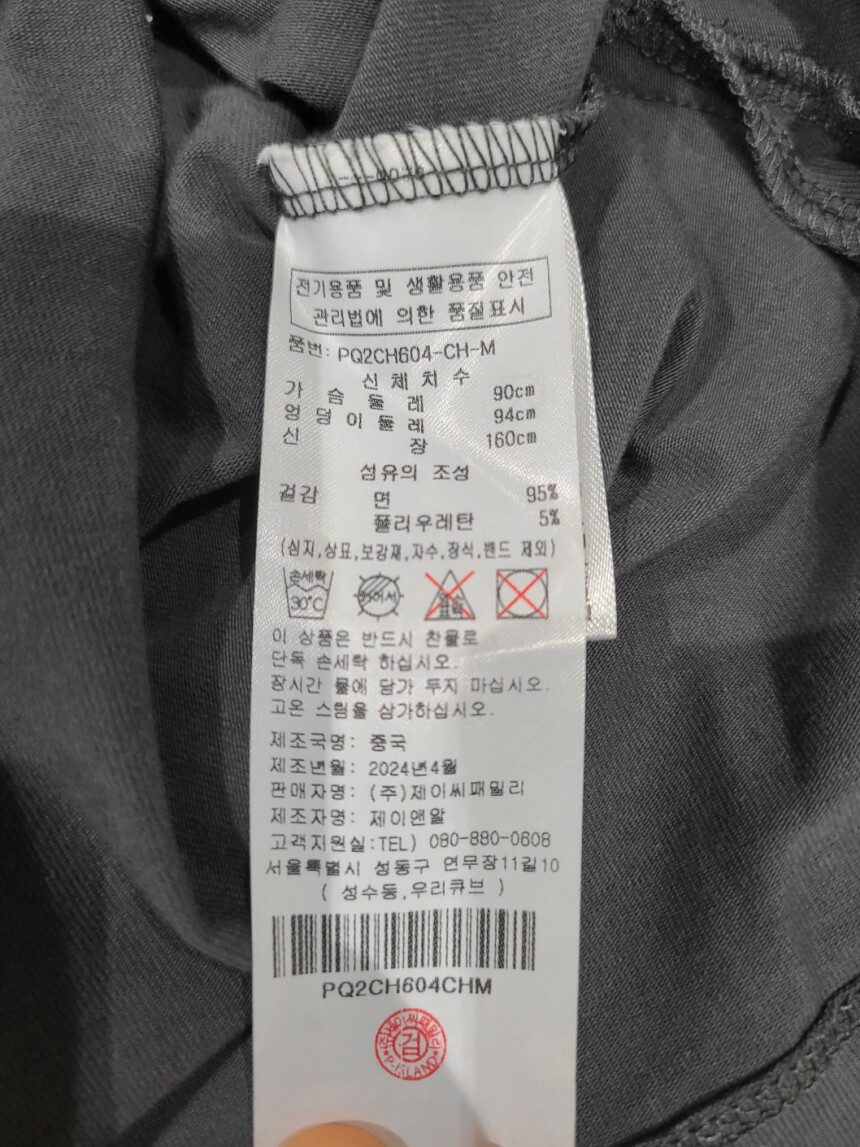 전기용품 및 생활용품 안전
관리법에 의한 품질표시
품번: PQ2CH604-CH-M
신체치수
가슴둘레 90cm
엉덩이둘레 94cm
신장 160cm
섬유의 조성
겉감 면 95%
폴리우레탄 5%
(심지,상표,보강재,자수,장식,밴드 제외)
손세탁
30℃
이 상품은 반드시 찬물로
단독 손세탁 하십시오.
장시간 물에 담가 두지 마십시오.
고온 스팀을 삼가하십시오.
제조국명: 중국
제조년월: 2024년4월
판매자명: (주)제이씨패밀리
제조자명: 제이앤앎
고객지원실:TEL) 080-880-0608
서울특별시 성동구 연무장11길10
( 성수동,우리큐브 )
PQ2CH604CHM
(주)제이씨패밀리
검
P·ISLAND